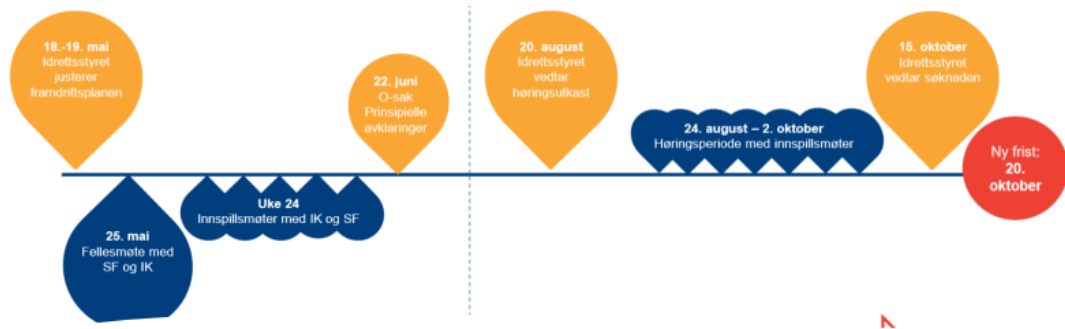 18.-19. mai
Idrettsstyret
justerer
framdriftsplanen
25. mai
Fellesmøte med
SF og IK
Uke 24
Innspillsmøter med IK og SF
22. juni
O-sak
Prinsipielle
avklaringer
20. august
Idrettsstyret
vedtar
høringsutkast
24. august – 2. oktober
Høringsperiode med innspillsmøter
15. oktober
Idrettsstyret
vedtar søknaden
Ny frist:
20.
oktober